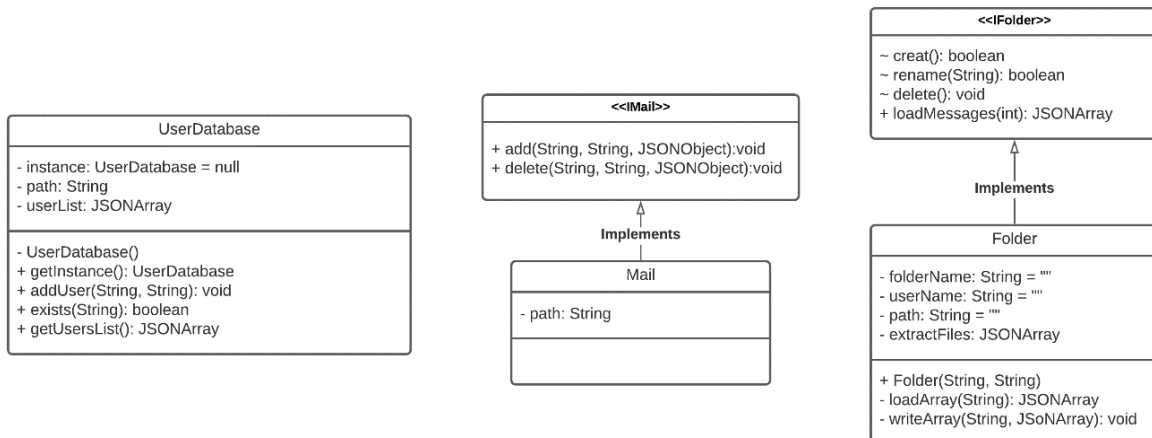 UserDatabase
- instance: UserDatabase = null
- path: String
- userList: JSONArray
- UserDatabase()
+ getInstance(): UserDatabase
+ addUser(String, String): void
+ exists(String): boolean
+ getUsersList(): JSONArray
<<IMail>>
+ add(String, String, JSONObject):void
+ delete(String, String, JSONObject):void
Implements
Mail
- path: String
<<IFolder>>
~ creat(): boolean
~ rename(String): boolean
~ delete(): void
+ loadMessages(int): JSONArray
Implements
Folder
- folderName: String = ""
- userName: String = ""
- path: String = ""
- extractFiles: JSONArray
+ Folder(String, String)
- loadArray(String): JSONArray
- writeArray(String, JSoNArray): void